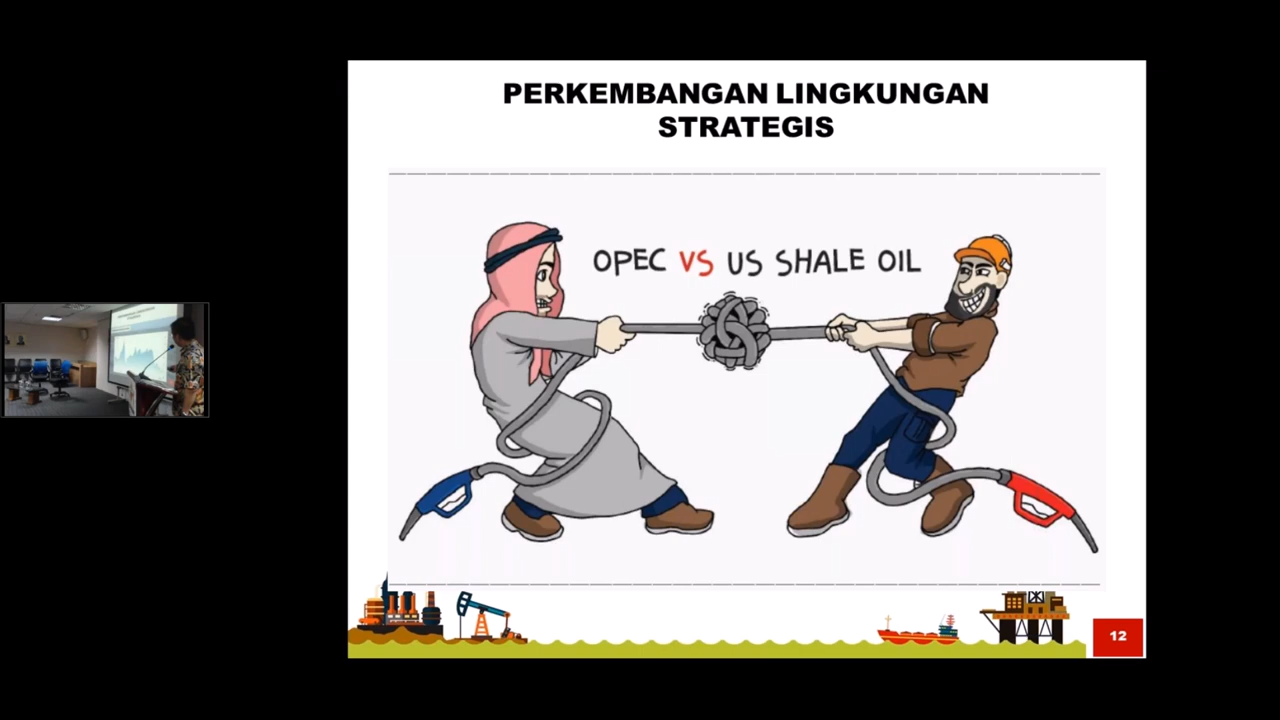 PERKEMBANGAN LINGKUNGAN
STRATEGIS
OPEC VS US SHALE OIL
12